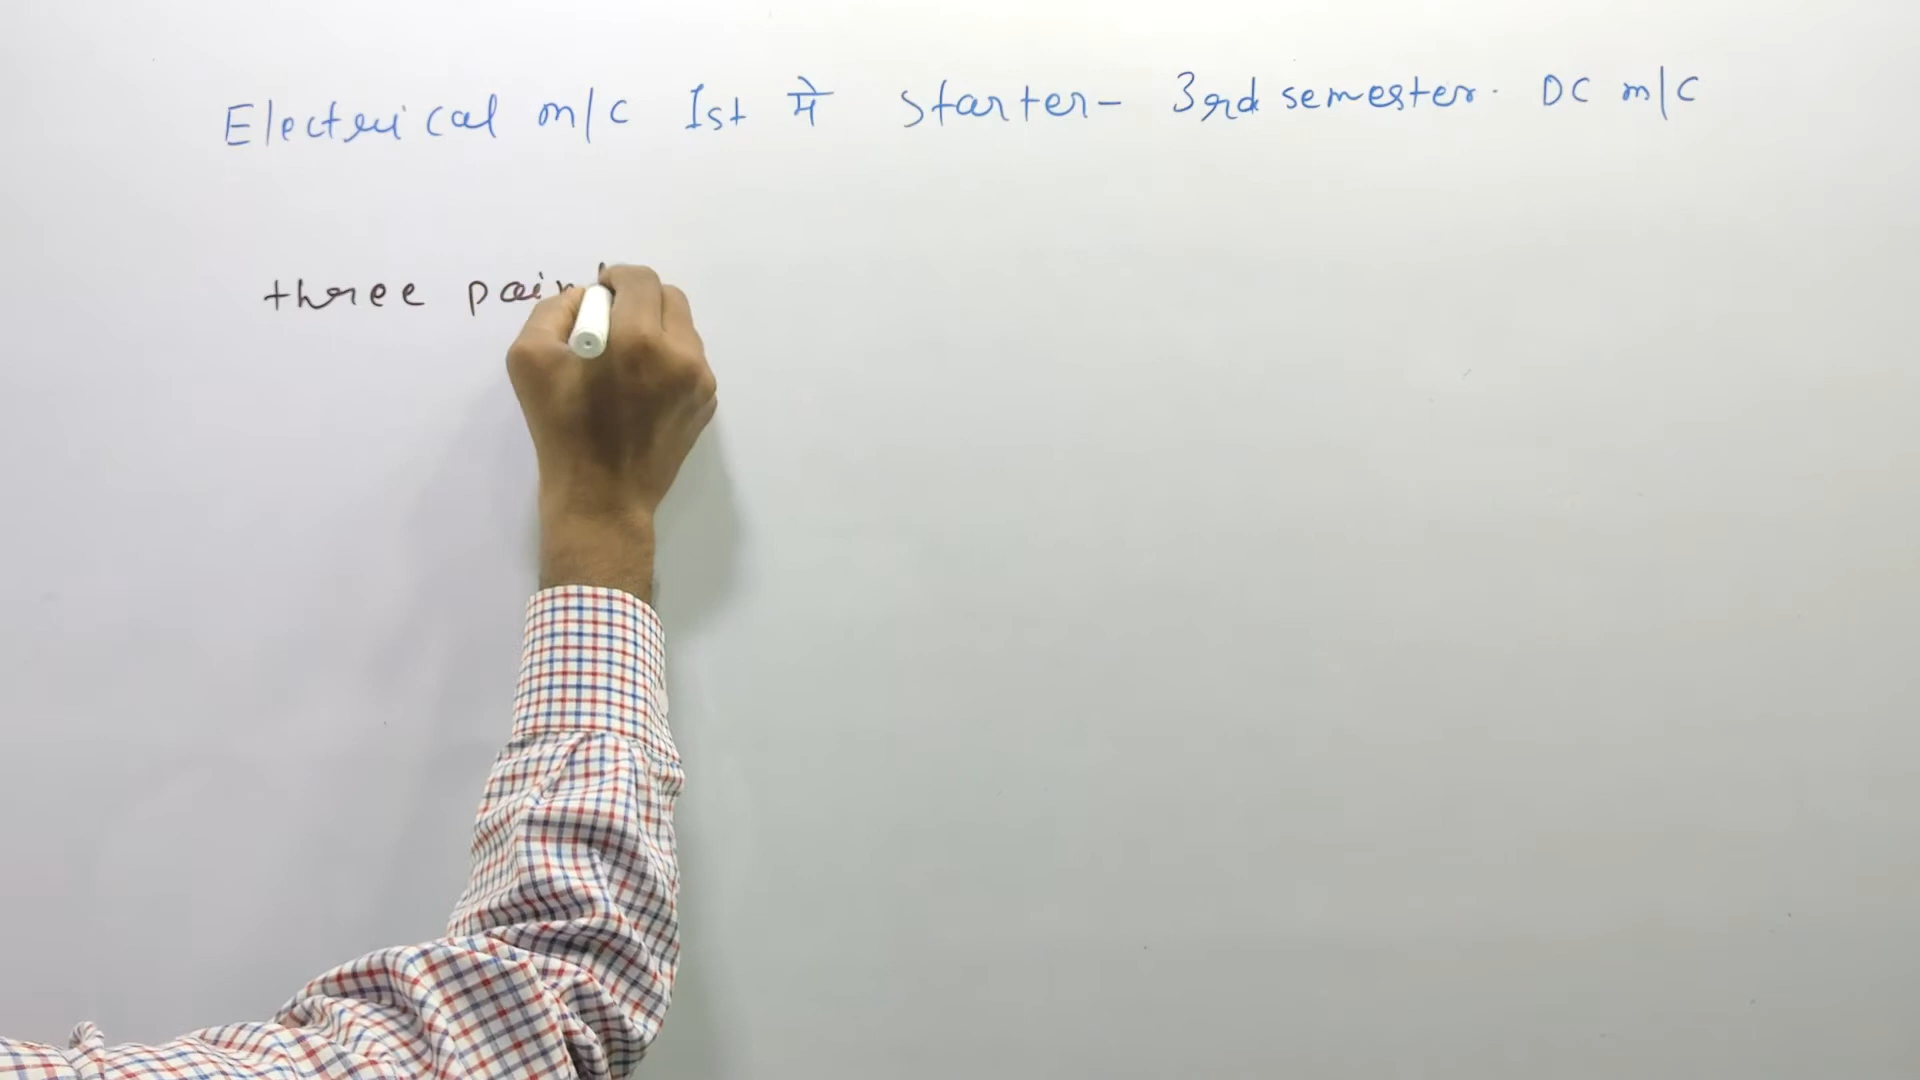 Electrical m/c Ist मे Starter - 3rd semester. DC m/c
three poin